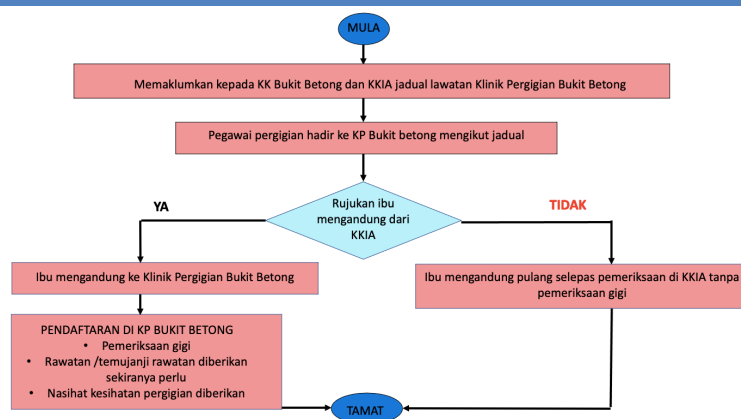 MULA
Memaklumkan kepada KK Bukit Betong dan KKIA jadual lawatan Klinik Pergigian Bukit Betong
Pegawai pergigian hadir ke KP Bukit betong mengikut jadual
Rujukan ibu
mengandung dari
KKIA
YA
TIDAK
Ibu mengandung ke Klinik Pergigian Bukit Betong
Ibu mengandung pulang selepas pemeriksaan di KKIA tanpa
pemeriksaan gigi
PENDAFTARAN DI KP BUKIT BETONG
• Pemeriksaan gigi
• Rawatan /temujanji rawatan diberikan
sekiranya perlu
• Nasihat kesihatan pergigian diberikan
TAMAT